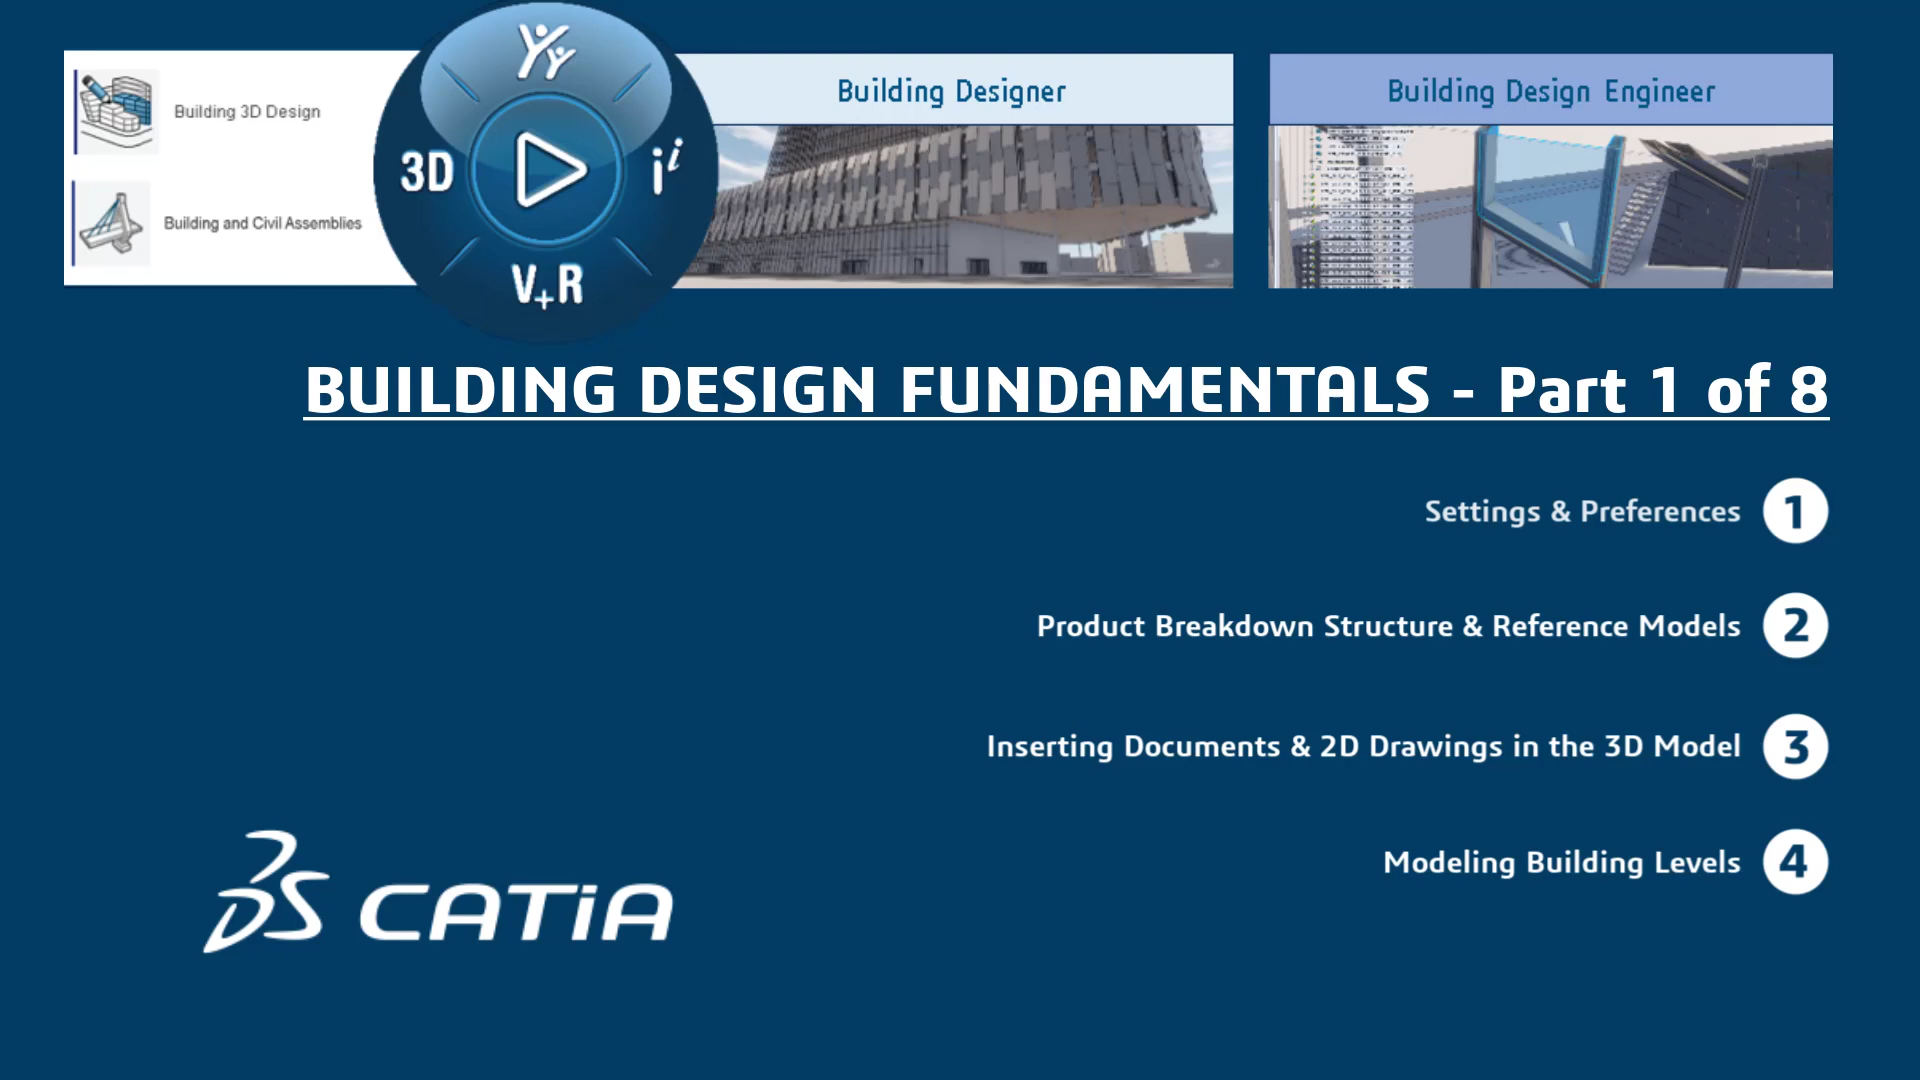 Building 3D Design
Building and Civil Assemblies
3D
i i
V+R
Building Designer
Building Design Engineer
BUILDING DESIGN FUNDAMENTALS - Part 1 of 8
Settings & Preferences 1
Product Breakdown Structure & Reference Models 2
Inserting Documents & 2D Drawings in the 3D Model 3
Modeling Building Levels 4
3DS CATIA